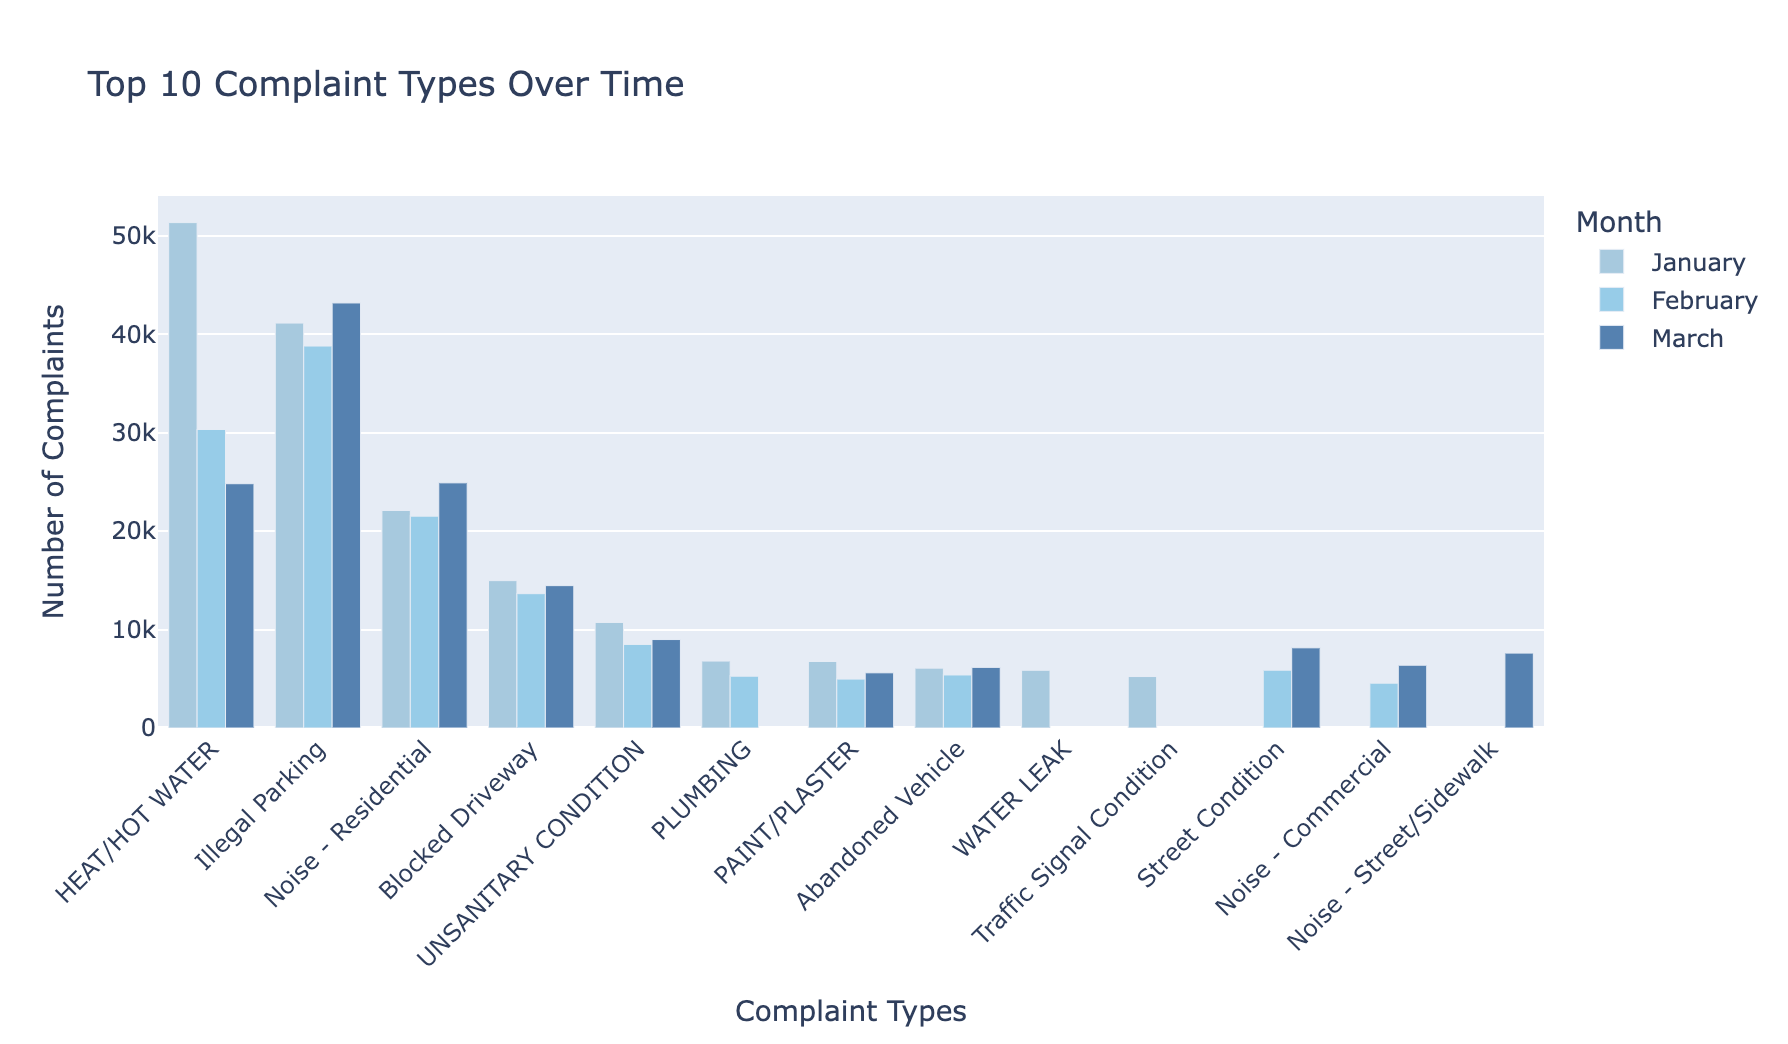 Top 10 Complaint Types Over Time
Number of Complaints
50k
40k
30k
20k
10k
0
HEAT/HOT WATER
Illegal Parking
Noise - Residential
Blocked Driveway
UNSANITARY CONDITION
PLUMBING
PAINT/PLASTER
Abandoned Vehicle
WATER LEAK
Traffic Signal Condition
Street Condition
Noise - Commercial
Noise - Street/Sidewalk
Complaint Types
Month
January
February
March